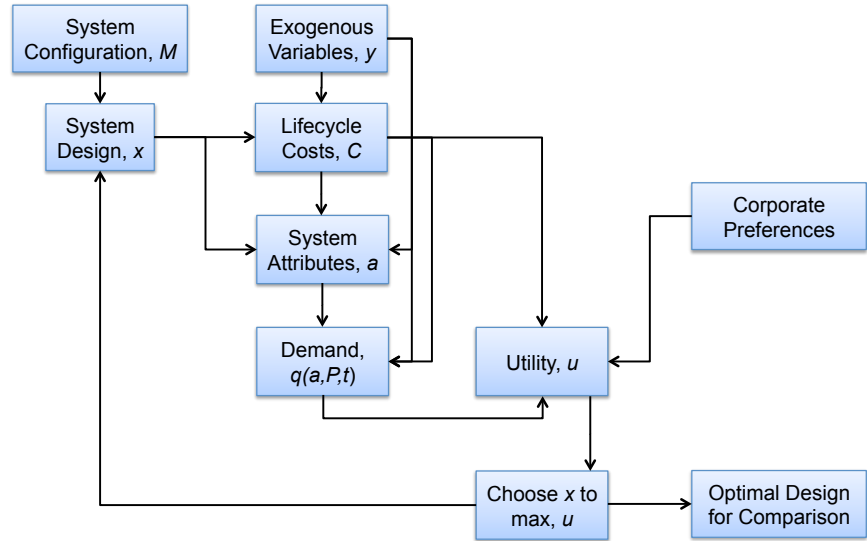 System
Configuration, M
Exogenous
Variables, y
System
Design, x
Lifecycle
Costs, C
System
Attributes, a
Corporate
Preferences
Demand,
q(a,P,t)
Utility, u
Choose x to
max, u
Optimal Design
for Comparison